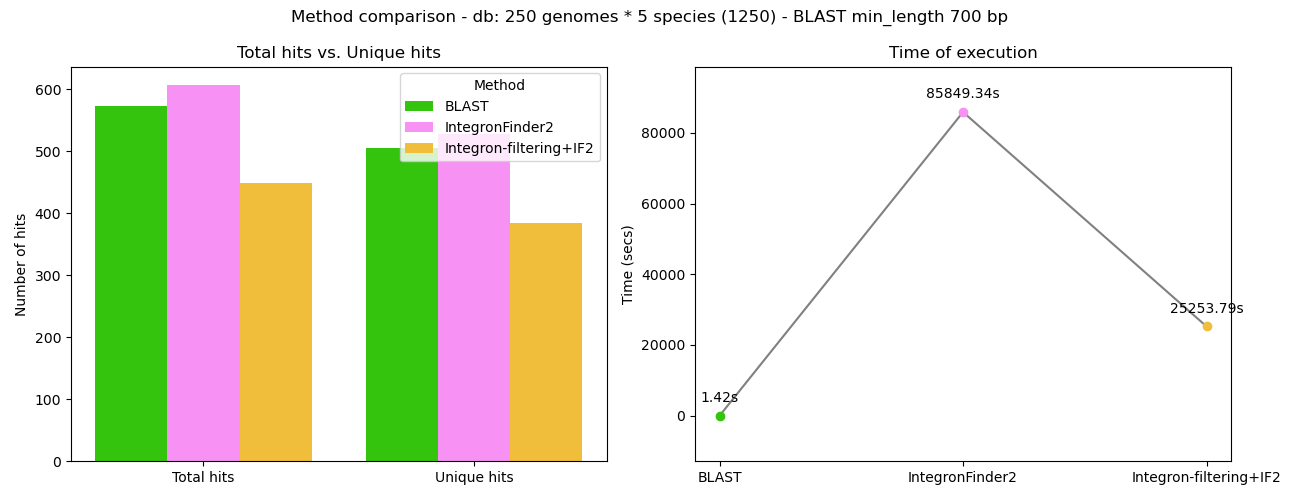 Method comparison - db: 250 genomes * 5 species (1250) - BLAST min_length 700 bp
Total hits vs. Unique hits
Number of hits
600
500
400
300
200
100
0
Total hits
Unique hits
Method
BLAST
IntegronFinder2
Integron-filtering+IF2
Time of execution
Time (secs)
80000
60000
40000
20000
0
85849.34s
25253.79s
1.42s
BLAST
IntegronFinder2
Integron-filtering+IF2